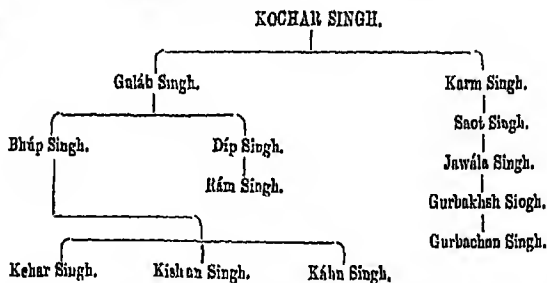 KOCHAR SINGH.
Guláb Singh. Karm Singh.
Sant Singh.
Bhúp Singh. Díp Singh.
Jawála Singh.
Rám Singh.
Gurbakhsh Singh.
Gurbachon Singh.
Kehar Singh. Kishan Singh. Káhn Singh.